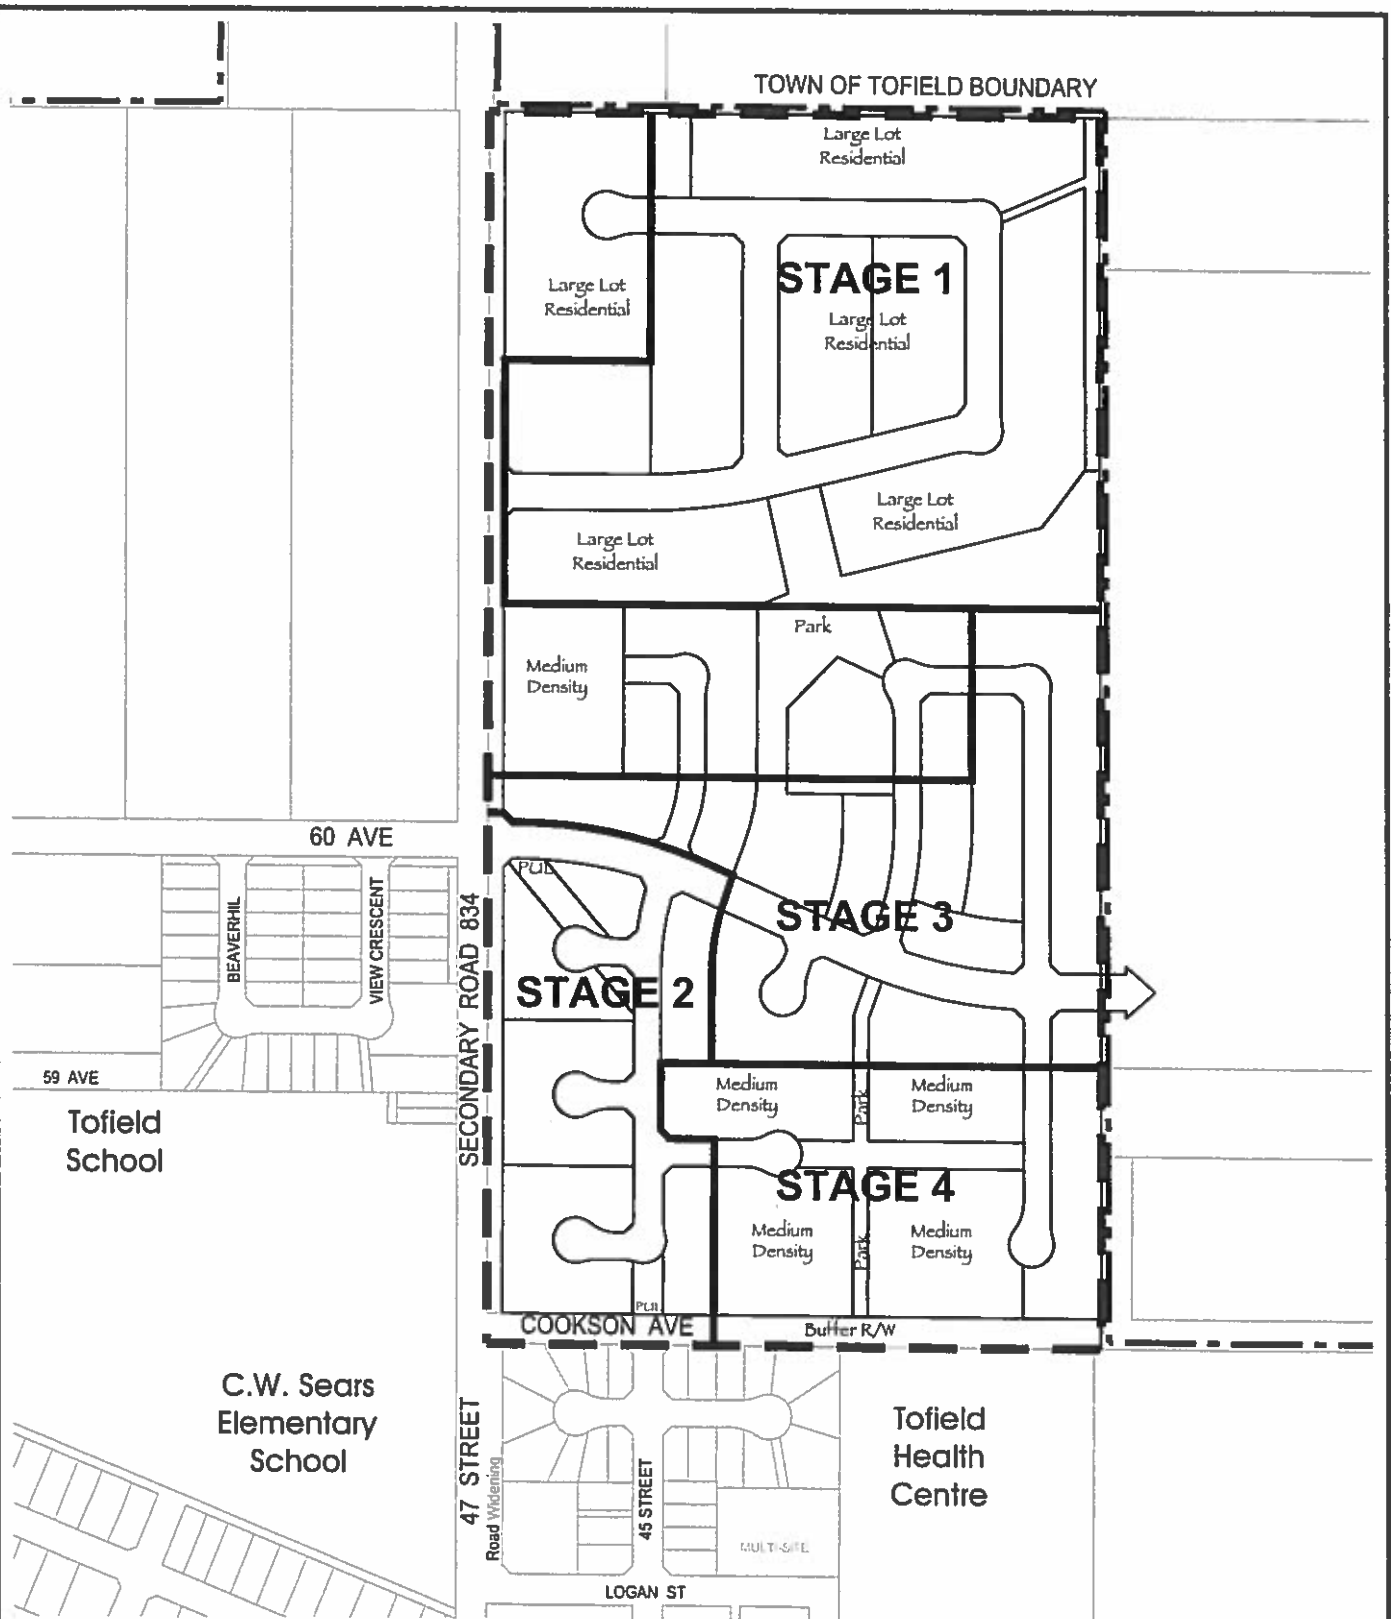 TOWN OF TOFIELD BOUNDARY
Large Lot
Residential
STAGE 1
Large Lot
Residential
Large Lot
Residential
Large Lot
Residential
Large Lot
Residential
Park
Medium
Density
60 AVE
PUL
BEAVERHIL
VIEW CRESCENT
SECONDARY ROAD 834
STAGE 3
STAGE 2
59 AVE
Tofield
School
Medium
Density
Park
Medium
Density
STAGE 4
Medium
Density
Park
Medium
Density
PUL
COOKSON AVE
Buffer R/W
C.W. Sears
Elementary
School
47 STREET
Road Widening
45 STREET
Tofield
Health
Centre
MULTI-SITE
LOGAN ST